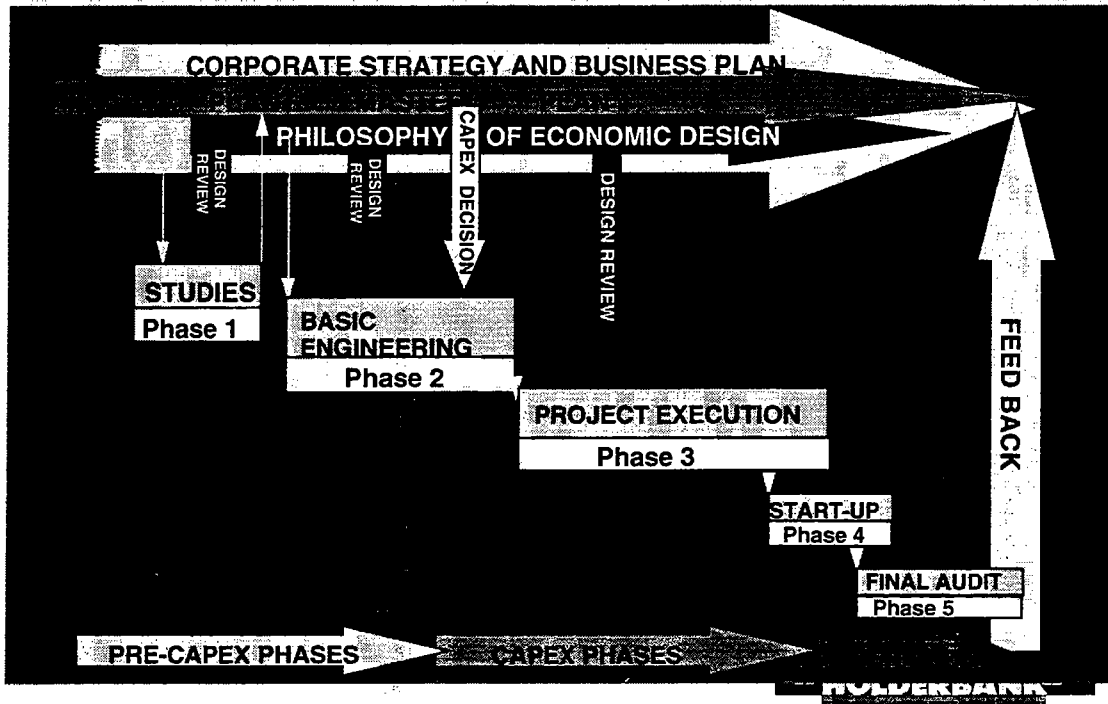 CORPORATE STRATEGY AND BUSINESS PLAN
PHILOSOPHY OF ECONOMIC DESIGN
DESIGN
REVIEW
DESIGN
REVIEW
CAPEX DECISION
DESIGN REVIEW
STUDIES
Phase 1
BASIC
ENGINEERING
Phase 2
PROJECT EXECUTION
Phase 3
START-UP
Phase 4
FINAL AUDIT
Phase 5
FEED BACK
PRE-CAPEX PHASES
CAPEX PHASES
HOLDERBANK